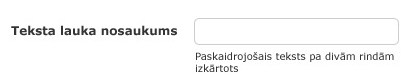 Teksta lauka nosaukums
Paskaidrojošais teksts pa divām rindām
izkārtots